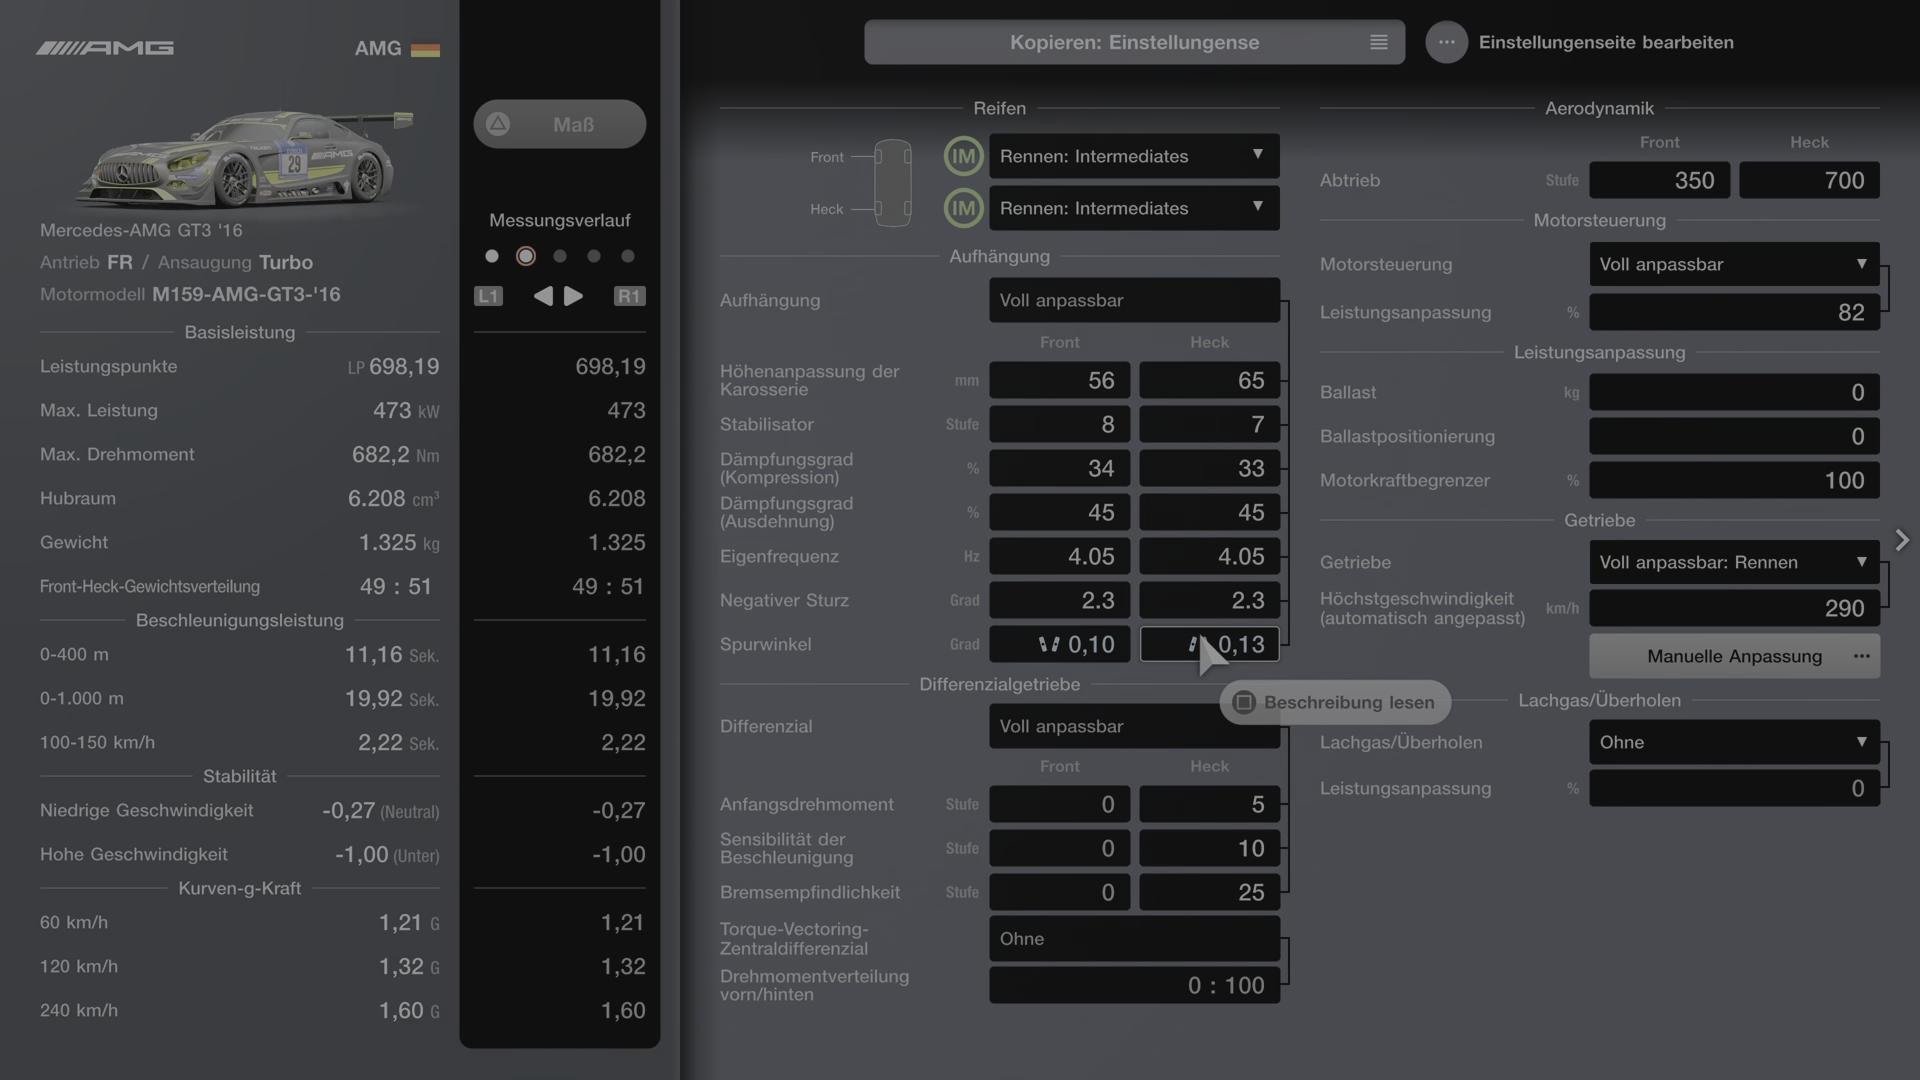 AMG
AMG
Mercedes-AMG GT3 '16
Antrieb FR / Ansaugung Turbo
Motormodell M159-AMG-GT3-'16
Basisleistung
Leistungspunkte LP 698,19
Max. Leistung 473 kW
Max. Drehmoment 682,2 Nm
Hubraum 6.208 cm³
Gewicht 1.325 kg
Front-Heck-Gewichtsverteilung 49 : 51
Beschleunigungsleistung
0-400 m 11,16 Sek.
0-1.000 m 19,92 Sek.
100-150 km/h 2,22 Sek.
Stabilität
Niedrige Geschwindigkeit -0,27 (Neutral)
Hohe Geschwindigkeit -1,00 (Unter)
Kurven-g-Kraft
60 km/h 1,21 G
120 km/h 1,32 G
240 km/h 1,60 G
Maß
Messungsverlauf
L1 R1
698,19
473
682,2
6.208
1.325
49 : 51
11,16
19,92
2,22
-0,27
-1,00
1,21
1,32
1,60
Kopieren: Einstellungense
Einstellungenseite bearbeiten
Reifen
Front IM Rennen: Intermediates
Heck IM Rennen: Intermediates
Aufhängung
Aufhängung Voll anpassbar
Front Heck
Höhenanpassung der
Karosserie mm 56 65
Stabilisator Stufe 8 7
Dämpfungsgrad
(Kompression) % 34 33
Dämpfungsgrad
(Ausdehnung) % 45 45
Eigenfrequenz Hz 4.05 4.05
Negativer Sturz Grad 2.3 2.3
Spurwinkel Grad 0,10 0,13
Beschreibung lesen
Differenzialgetriebe
Differenzial Voll anpassbar
Front Heck
Anfangsdrehmoment Stufe 0 5
Sensibilität der
Beschleunigung Stufe 0 10
Bremsempfindlichkeit Stufe 0 25
Torque-Vectoring-
Zentraldifferenzial Ohne
Drehmomentverteilung
vorn/hinten 0 : 100
Aerodynamik
Front Heck
Abtrieb Stufe 350 700
Motorsteuerung
Motorsteuerung Voll anpassbar
Leistungsanpassung % 82
Leistungsanpassung
Ballast kg 0
Ballastpositionierung 0
Motorkraftbegrenzer % 100
Getriebe
Getriebe Voll anpassbar: Rennen
Höchstgeschwindigkeit
(automatisch angepasst) km/h 290
Manuelle Anpassung
Lachgas/Überholen
Lachgas/Überholen Ohne
Leistungsanpassung % 0
29
AMG